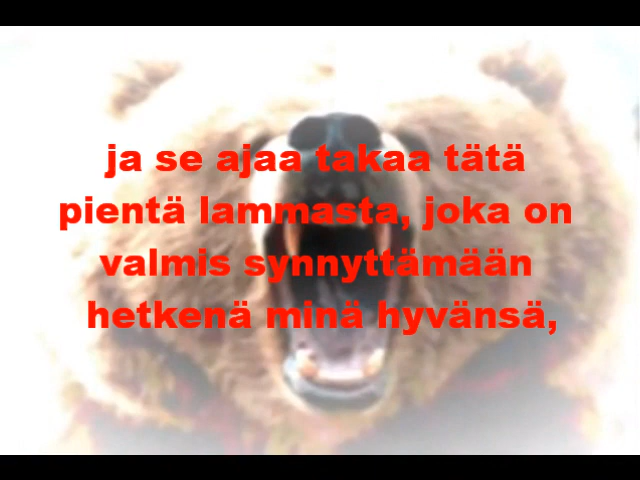 ja se ajaa takaa tätä
pientä lammasta, joka on
valmis synnyttämään
hetkenä minä hyvänsä,